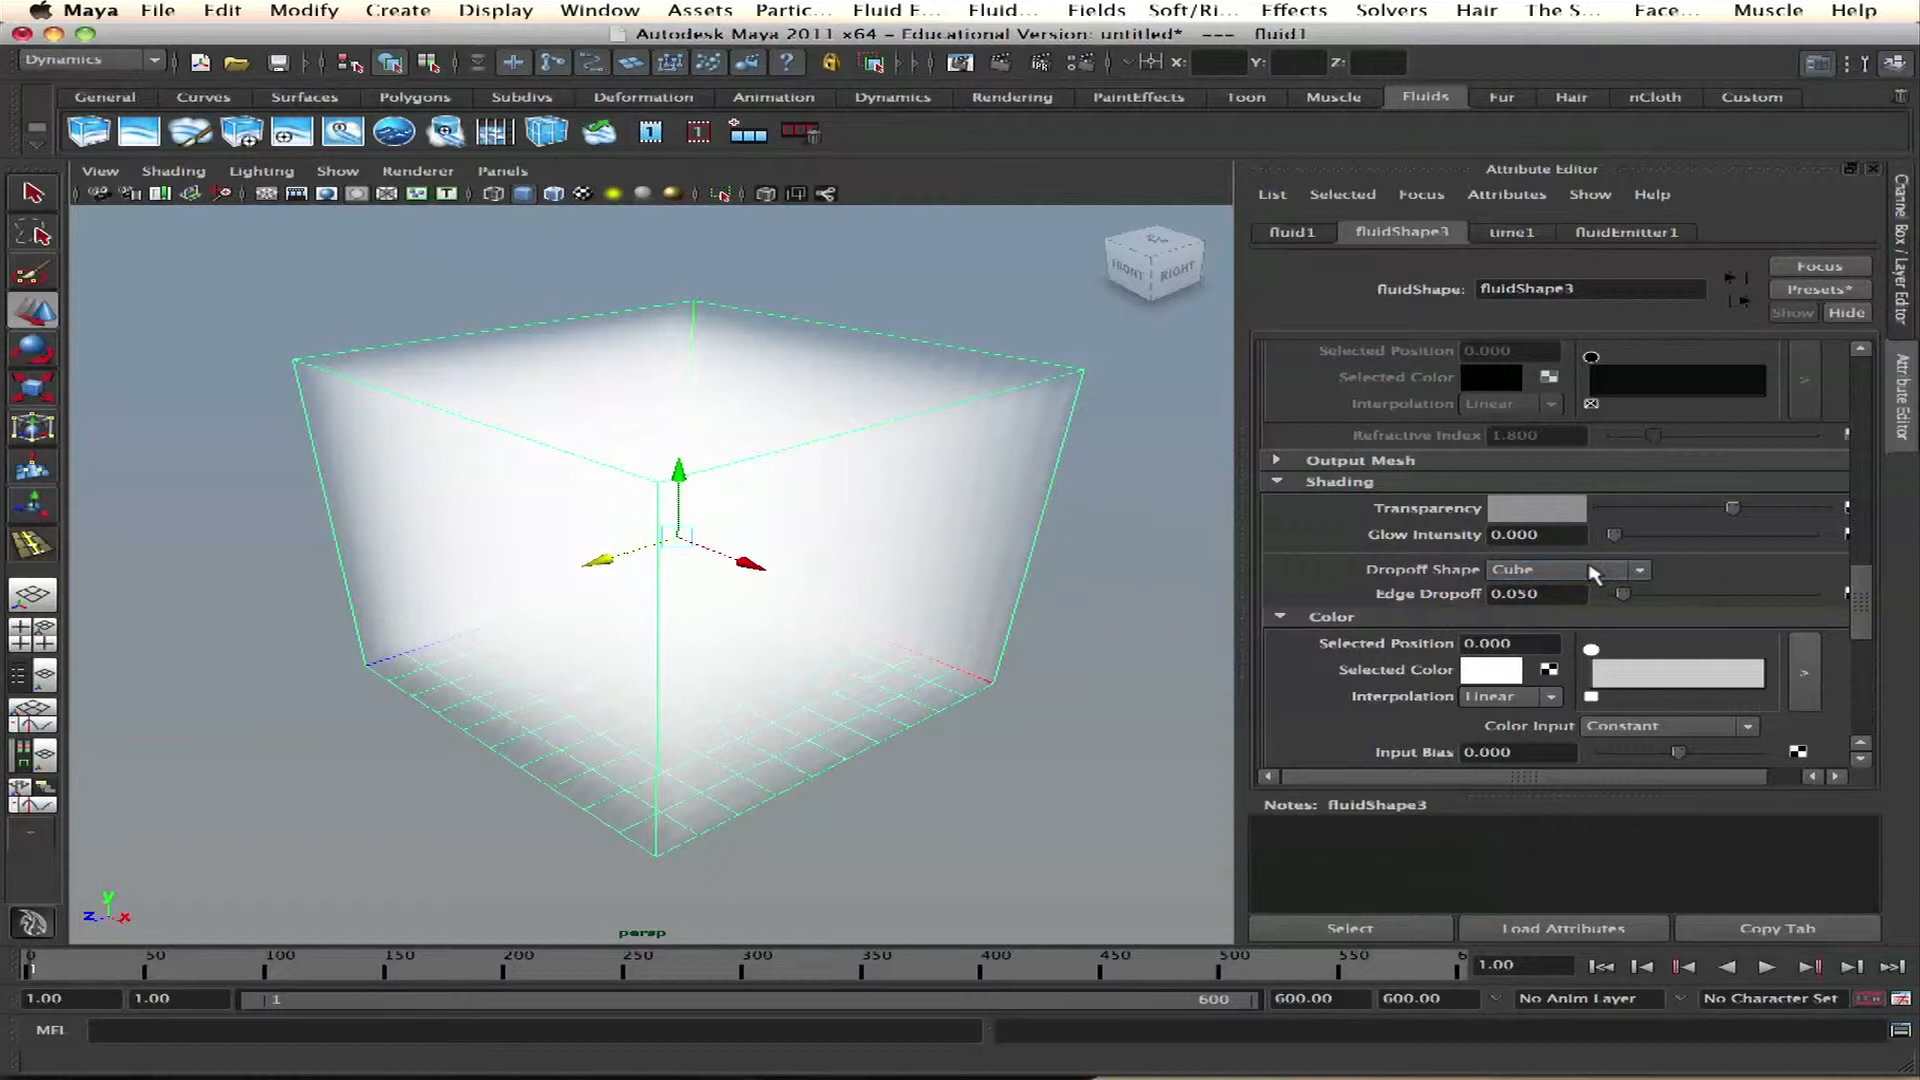 Maya File Edit Modify Create Display Window Assets Partic... Fluid E... Fluid... Fields Soft/Ri... Effects Solvers Hair The S... Face... Muscle Help
Autodesk Maya 2011 x64 – Educational Version: untitled* --- fluid1
Dynamics X: Y: Z:
General Curves Surfaces Polygons Subdivs Deformation Animation Dynamics Rendering PaintEffects Toon Muscle Fluids Fur Hair nCloth Custom
View Shading Lighting Show Renderer Panels
FRONT RIGHT
persp
y
z x
Attribute Editor
List Selected Focus Attributes Show Help
fluid1 fluidShape3 time1 fluidEmitter1
Focus
fluidShape: fluidShape3 Presets*
Show Hide
Selected Position 0.000
Selected Color
Interpolation Linear
Refractive Index 1.800
Output Mesh
Shading
Transparency
Glow Intensity 0.000
Dropoff Shape Cube
Edge Dropoff 0.050
Color
Selected Position 0.000
Selected Color
Interpolation Linear
Color Input Constant
Input Bias 0.000
Notes: fluidShape3
Select Load Attributes Copy Tab
Channel Box / Layer Editor
Attribute Editor
0 50 100 150 200 250 300 350 400 450 500 550 6
1 1.00
1.00 1.00 1 600 600.00 600.00 No Anim Layer No Character Set
MEL